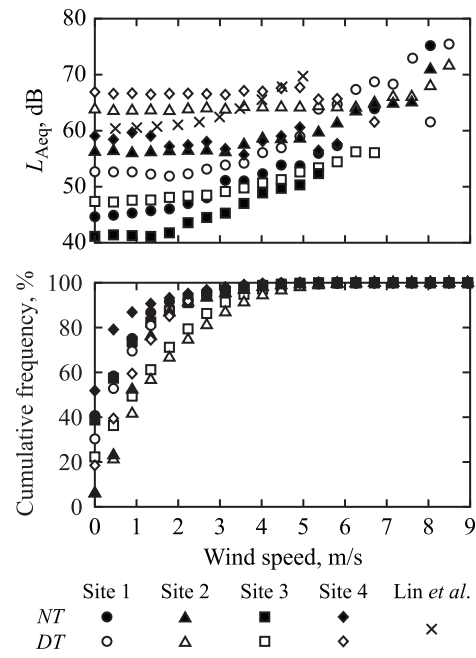 80
70
60
50
40
L_Aeq, dB
100
80
60
40
20
0
Cumulative frequency, %
0 1 2 3 4 5 6 7 8 9
Wind speed, m/s
Site 1 Site 2 Site 3 Site 4 Lin et al.
NT
DT